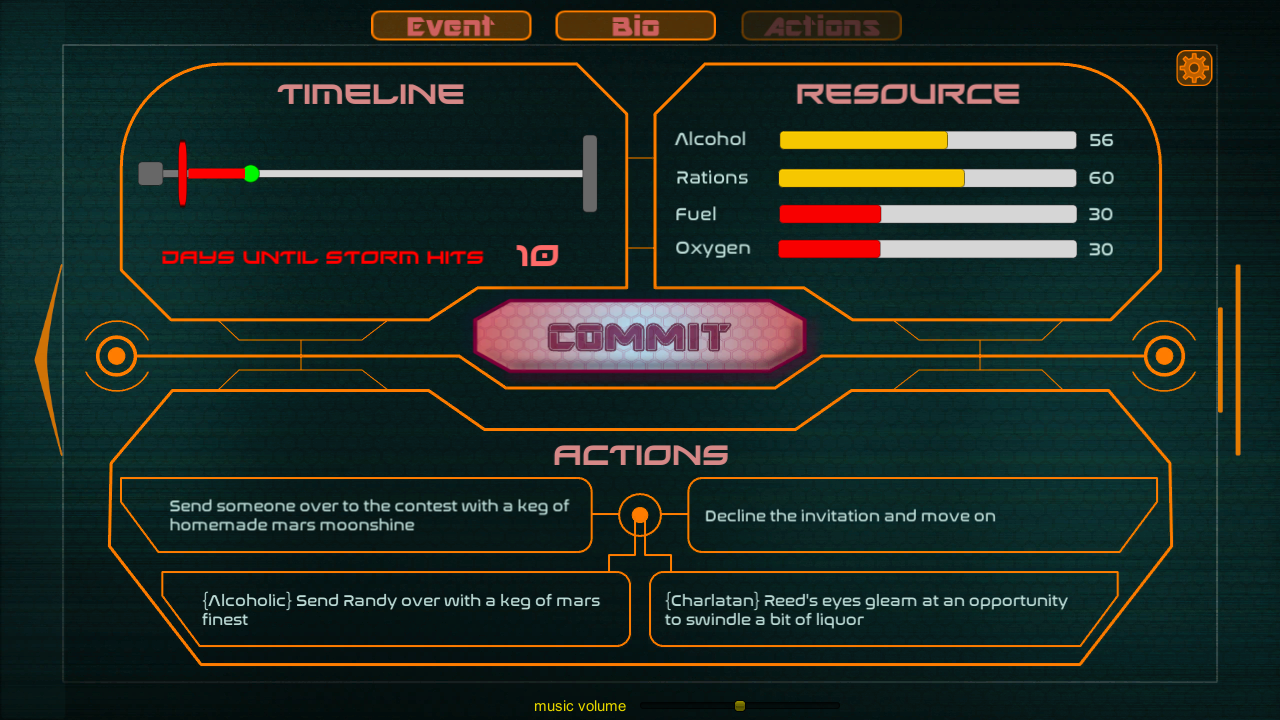 Event
Bio
Actions
TIMELINE
DAYS UNTIL STORM HITS 10
RESOURCE
Alcohol 56
Rations 60
Fuel 30
Oxygen 30
COMMIT
ACTIONS
Send someone over to the contest with a keg of
homemade mars moonshine
Decline the invitation and move on
{Alcoholic} Send Randy over with a keg of mars
finest
{Charlatan} Reed's eyes gleam at an opportunity
to swindle a bit of liquor
music volume